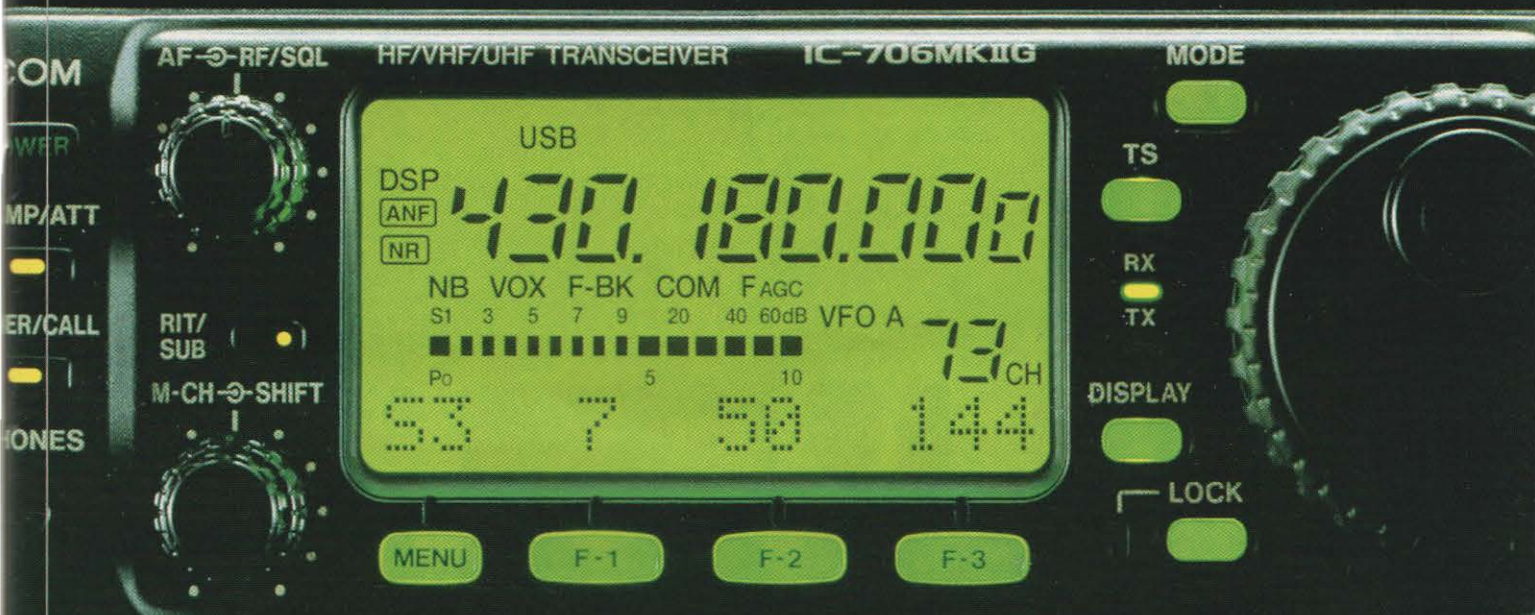 COM
AF RF/SQL
HF/VHF/UHF TRANSCEIVER
IC-706MKIIG
MODE
WER
USB
TS
DSP
ANF
NR
430.180.000
MP/ATT
RX
TX
NB VOX F-BK COM F AGC
S1 3 5 7 9 20 40 60dB
VFO A
73 CH
ER/CALL
RIT/
SUB
Po 5 10
M-CH SHIFT
S3 7 50 144
DISPLAY
HONES
LOCK
MENU
F-1
F-2
F-3